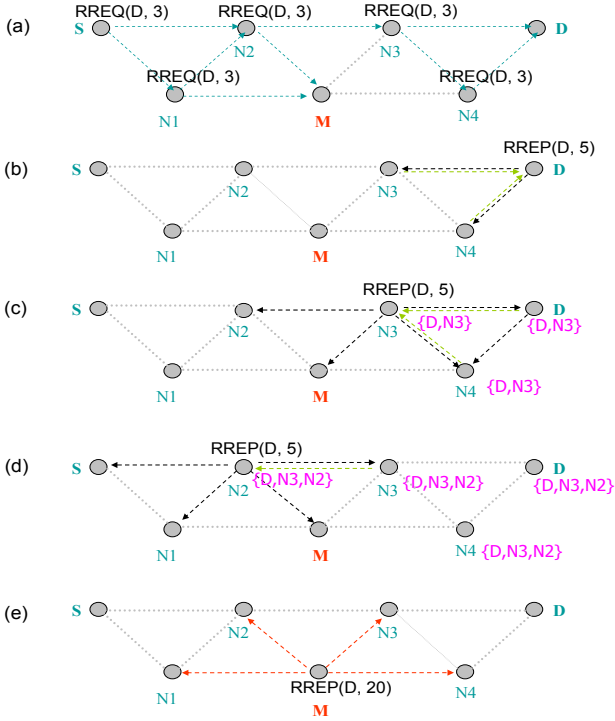 (a)
RREQ(D, 3)
RREQ(D, 3)
RREQ(D, 3)
S
N2
N3
D
RREQ(D, 3)
RREQ(D, 3)
N1
M
N4
RREP(D, 5)
(b)
S
N2
N3
D
N1
M
N4
RREP(D, 5)
(c)
S
N2
N3
{D,N3}
D
{D,N3}
N1
M
N4
{D,N3}
RREP(D, 5)
(d)
S
N2
{D,N3,N2}
N3
{D,N3,N2}
D
{D,N3,N2}
N1
M
N4
{D,N3,N2}
(e)
S
N2
N3
D
N1
RREP(D, 20)
N4
M